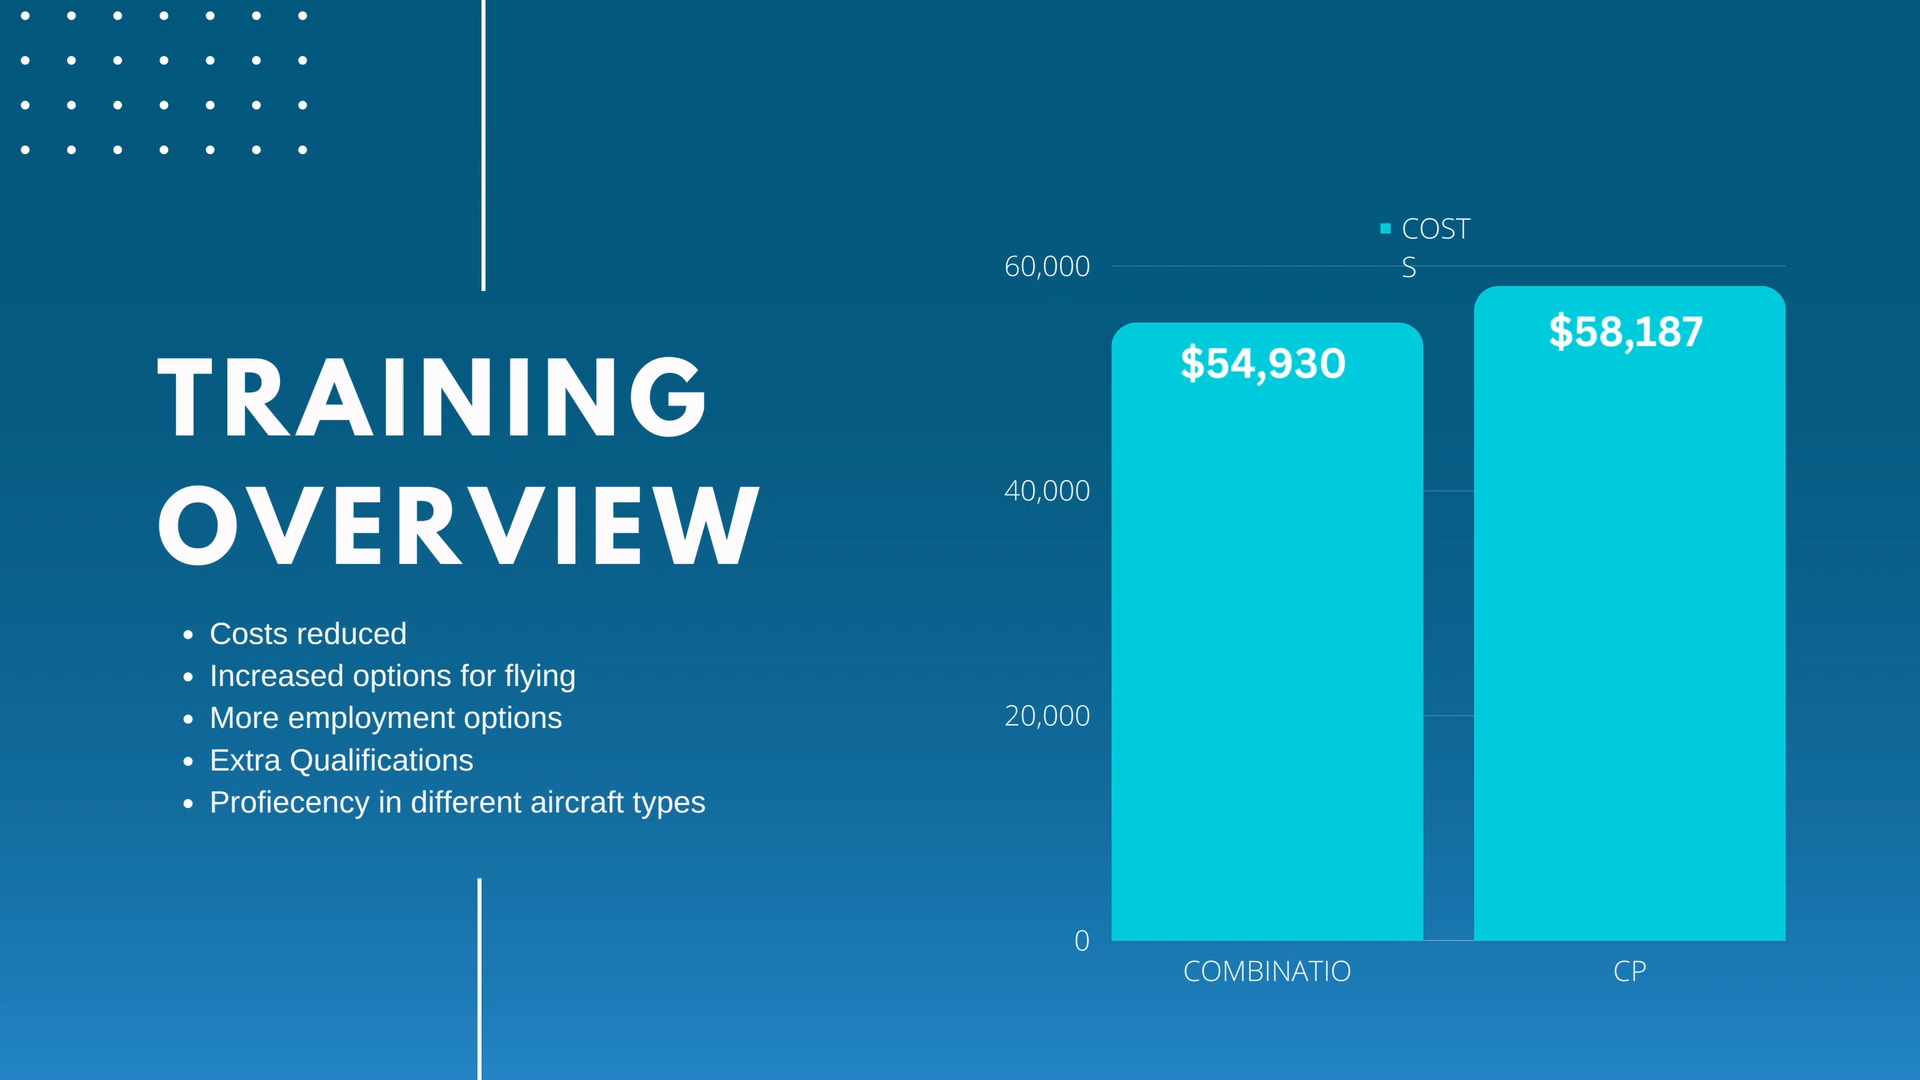 TRAINING
OVERVIEW
Costs reduced
Increased options for flying
More employment options
Extra Qualifications
Profiecency in different aircraft types
COST
S
60,000
40,000
20,000
0
$54,930
$58,187
COMBINATIO
CP